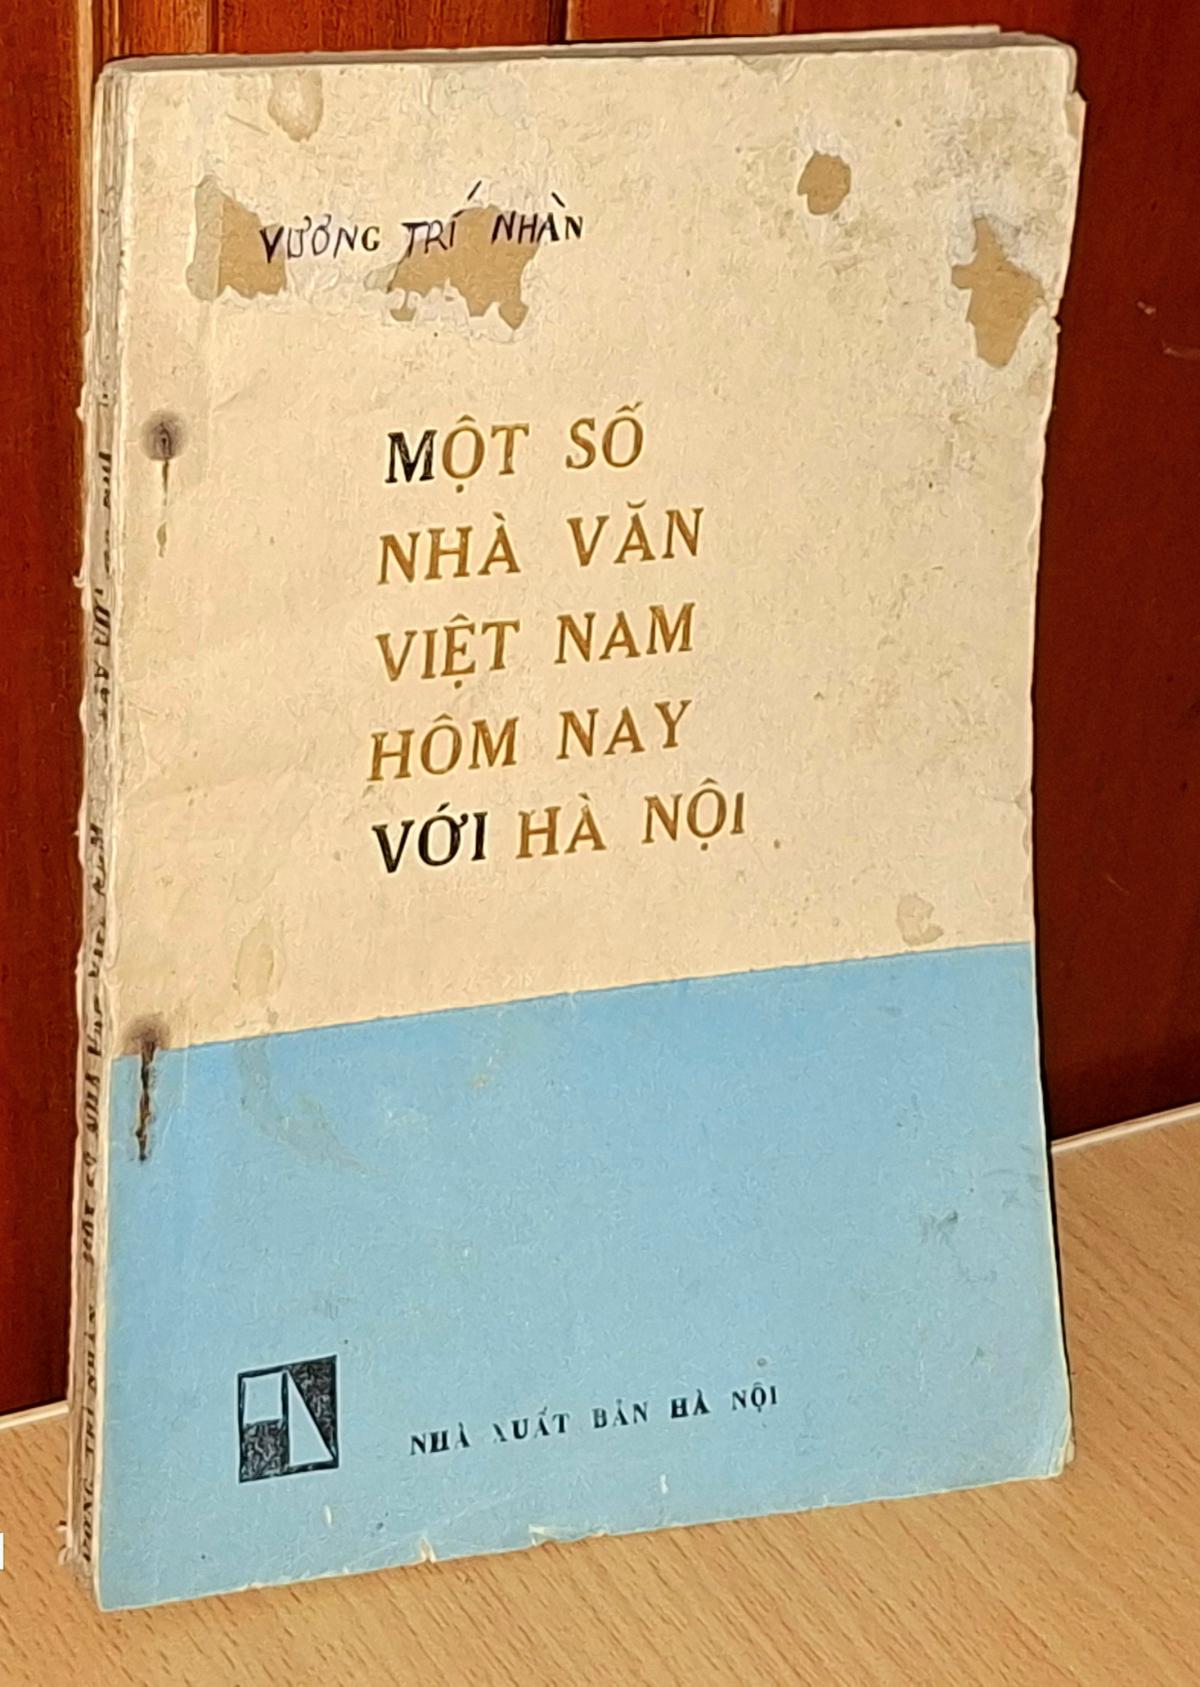 VƯƠNG TRÍ NHÀN
MỘT SỐ
NHÀ VĂN
VIỆT NAM
HÔM NAY
VỚI HÀ NỘI
NHÀ XUẤT BẢN HÀ NỘI